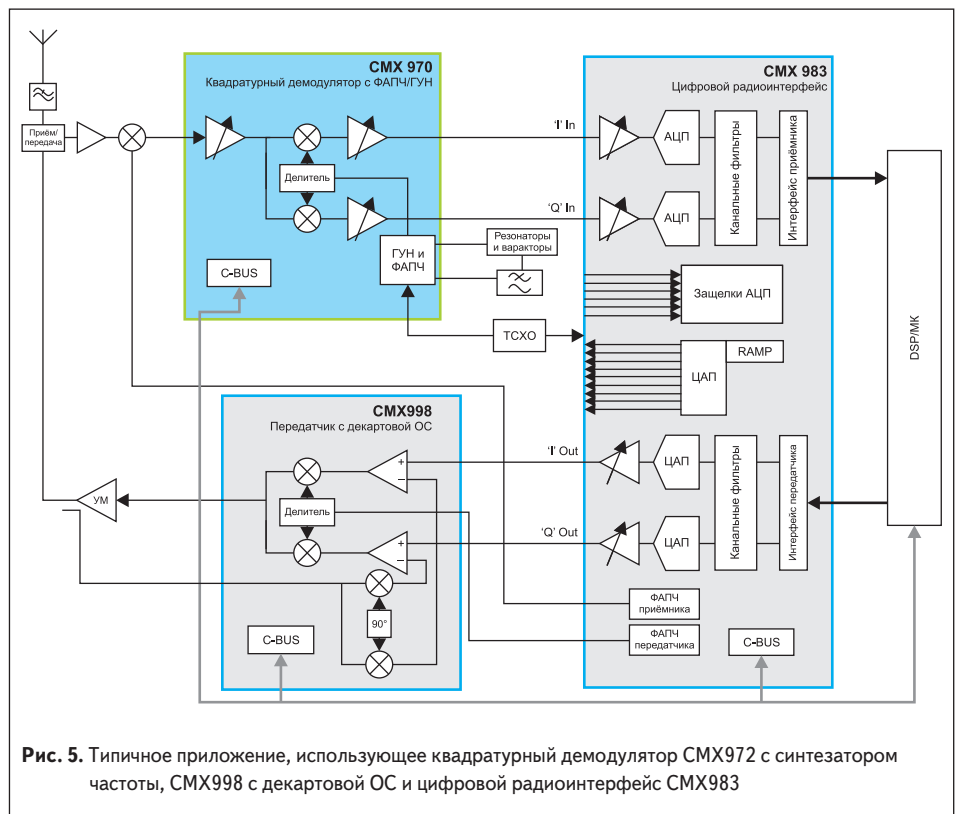 CMX 970
Квадратурный демодулятор с ФАПЧ/ГУН
Приём/
передача
Делитель
ГУН и
ФАПЧ
C-BUS
Резонаторы
и варакторы
TCXO
'I' In
'Q' In
CMX 983
Цифровой радиоинтерфейс
АЦП
АЦП
Канальные фильтры
Интерфейс приёмника
Защелки АЦП
RAMP
ЦАП
DSP/МК
CMX998
Передатчик с декартовой ОС
УМ
Делитель
+
−
+
−
90°
C-BUS
'I' Out
'Q' Out
ЦАП
ЦАП
Канальные фильтры
Интерфейс передатчика
ФАПЧ
приёмника
ФАПЧ
передатчика
C-BUS
Рис. 5. Типичное приложение, использующее квадратурный демодулятор CMX972 с синтезатором
частоты, CMX998 с декартовой ОС и цифровой радиоинтерфейс CMX983